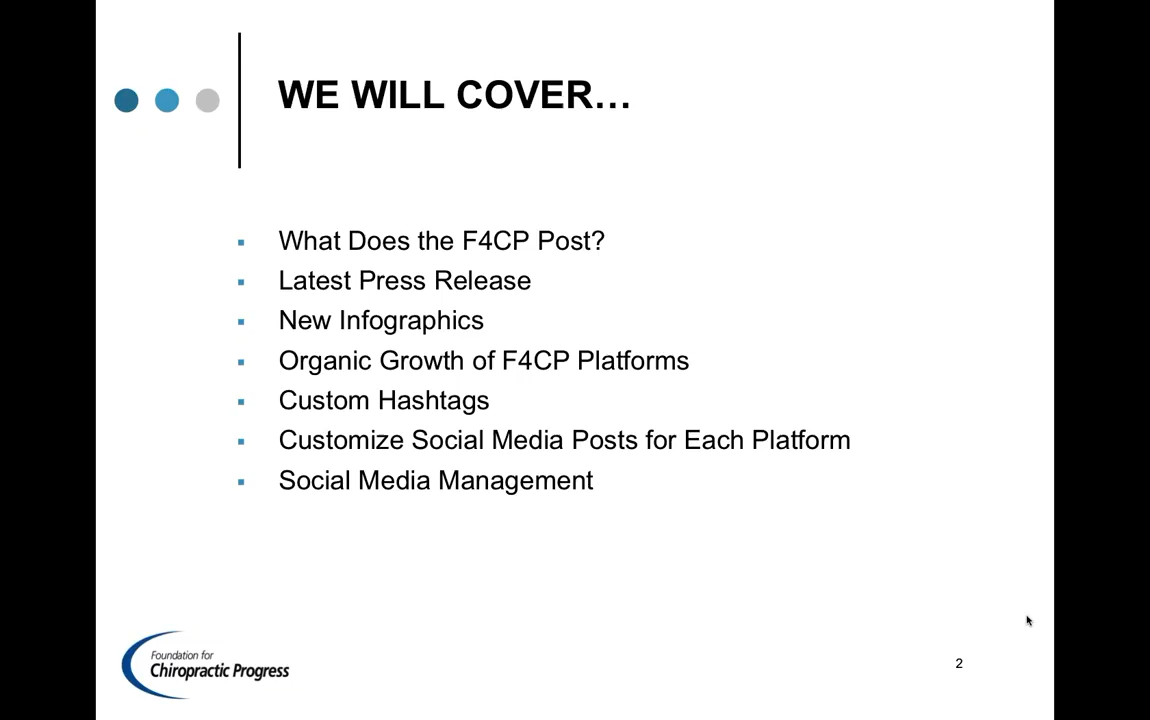 WE WILL COVER…
What Does the F4CP Post?
Latest Press Release
New Infographics
Organic Growth of F4CP Platforms
Custom Hashtags
Customize Social Media Posts for Each Platform
Social Media Management
Foundation for
Chiropractic Progress
2